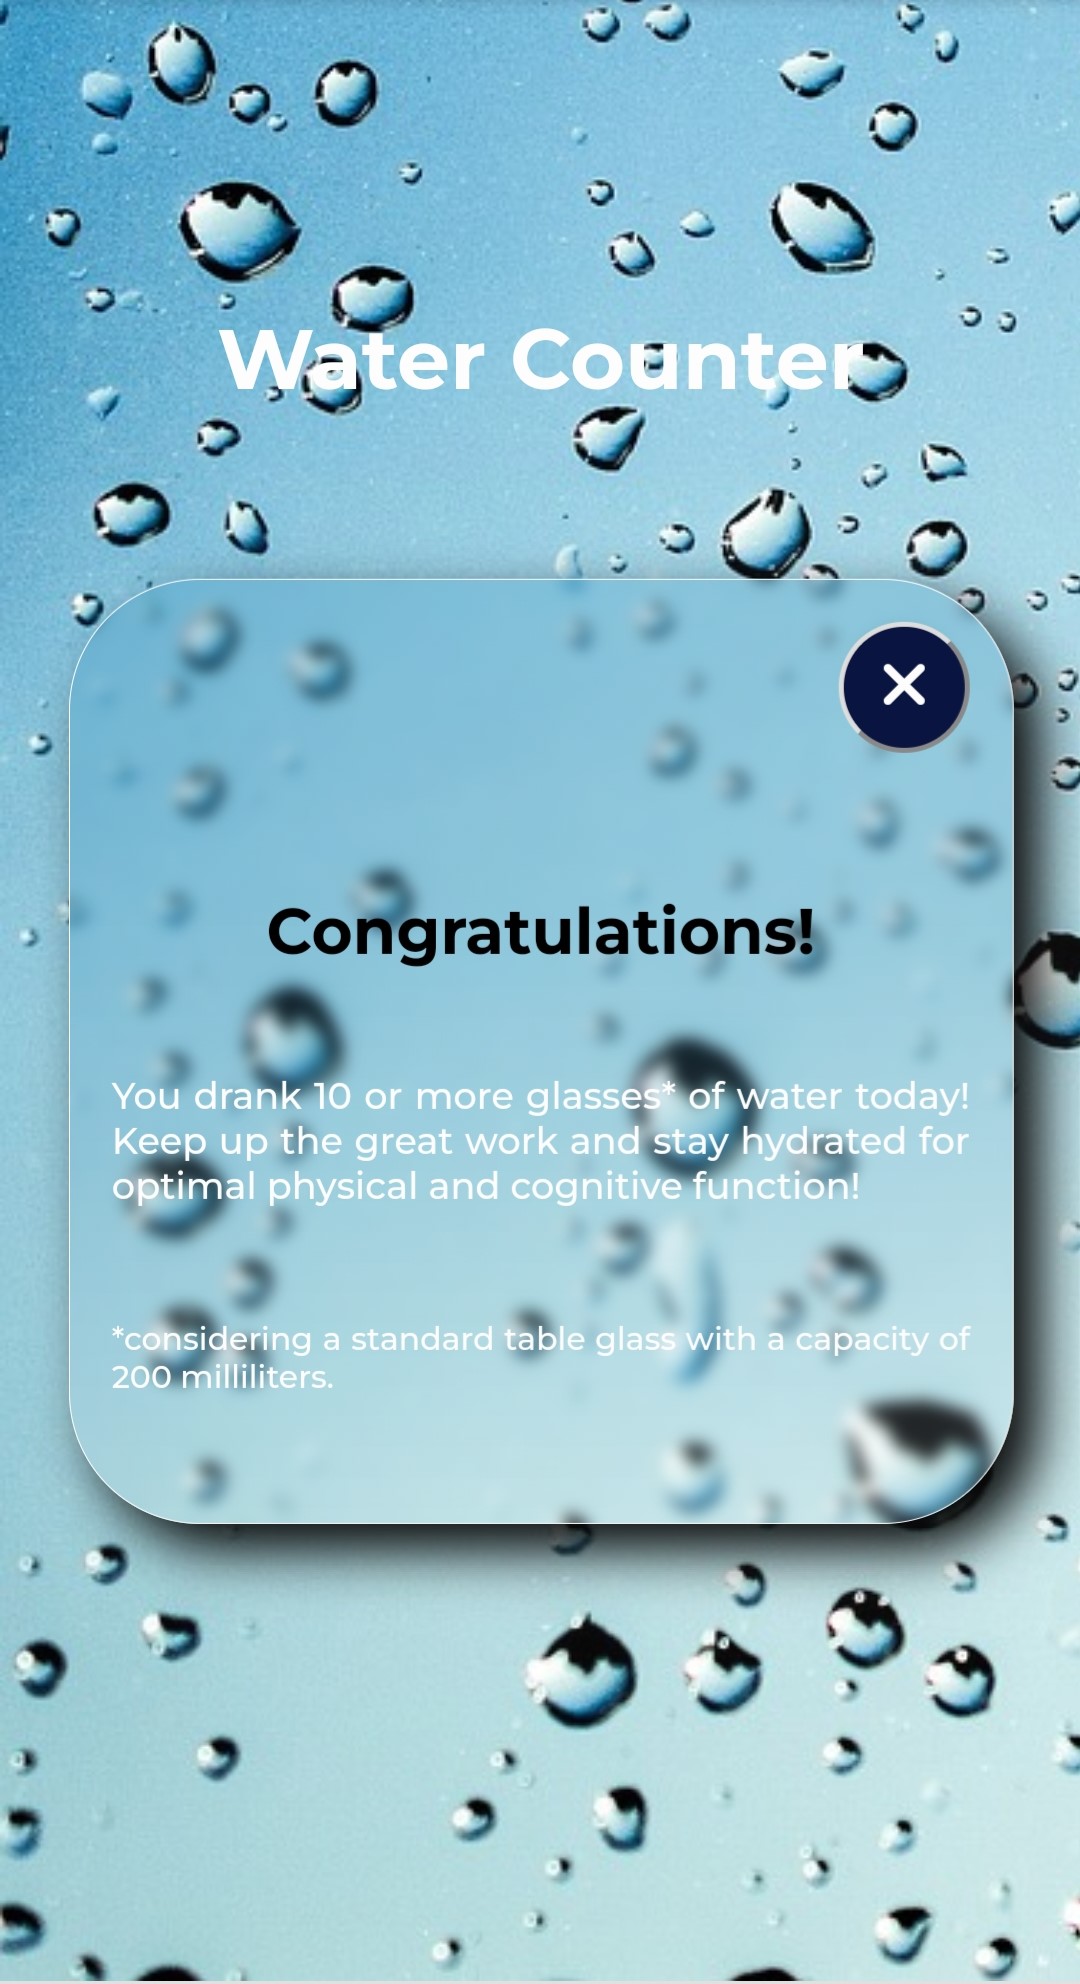 Water Counter
Congratulations!
You drank 10 or more glasses* of water today!
Keep up the great work and stay hydrated for
optimal physical and cognitive function!
*considering a standard table glass with a capacity of
200 milliliters.